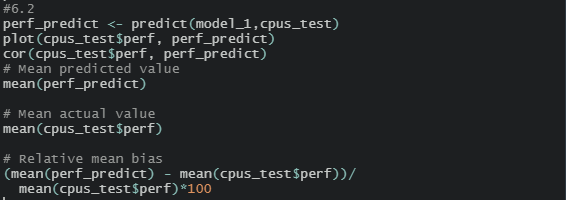 #6.2
perf_predict <- predict(model_1,cpus_test)
plot(cpus_test$perf, perf_predict)
cor(cpus_test$perf, perf_predict)
# Mean predicted value
mean(perf_predict)

# Mean actual value
mean(cpus_test$perf)

# Relative mean bias
(mean(perf_predict) - mean(cpus_test$perf))/
  mean(cpus_test$perf)*100